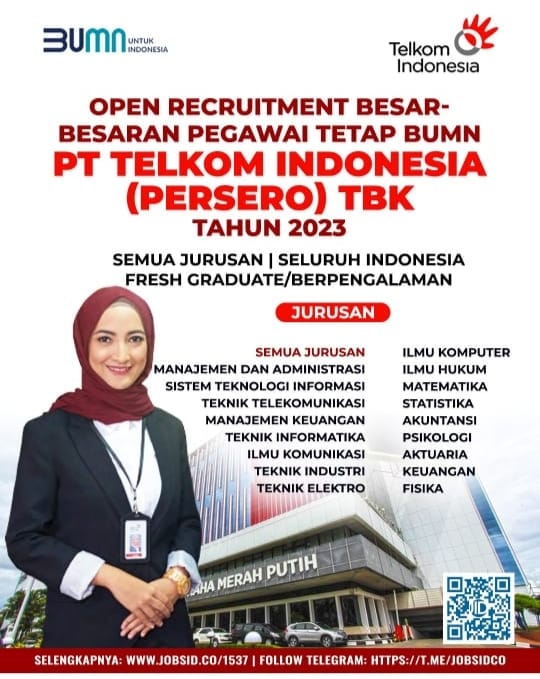 BUMN UNTUK
INDONESIA
Telkom
Indonesia
OPEN RECRUITMENT BESAR-
BESARAN PEGAWAI TETAP BUMN
PT TELKOM INDONESIA
(PERSERO) TBK
TAHUN 2023
SEMUA JURUSAN | SELURUH INDONESIA
FRESH GRADUATE/BERPENGALAMAN
JURUSAN
SEMUA JURUSAN
MANAJEMEN DAN ADMINISTRASI
SISTEM TEKNOLOGI INFORMASI
TEKNIK TELEKOMUNIKASI
MANAJEMEN KEUANGAN
TEKNIK INFORMATIKA
ILMU KOMUNIKASI
TEKNIK INDUSTRI
TEKNIK ELEKTRO
ILMU KOMPUTER
ILMU HUKUM
MATEMATIKA
STATISTIKA
AKUNTANSI
PSIKOLOGI
AKTUARIA
KEUANGAN
FISIKA
AHA MERAH PUTIH
SELENGKAPNYA: WWW.JOBSID.CO/1537 | FOLLOW TELEGRAM: HTTPS://T.ME/JOBSIDCO